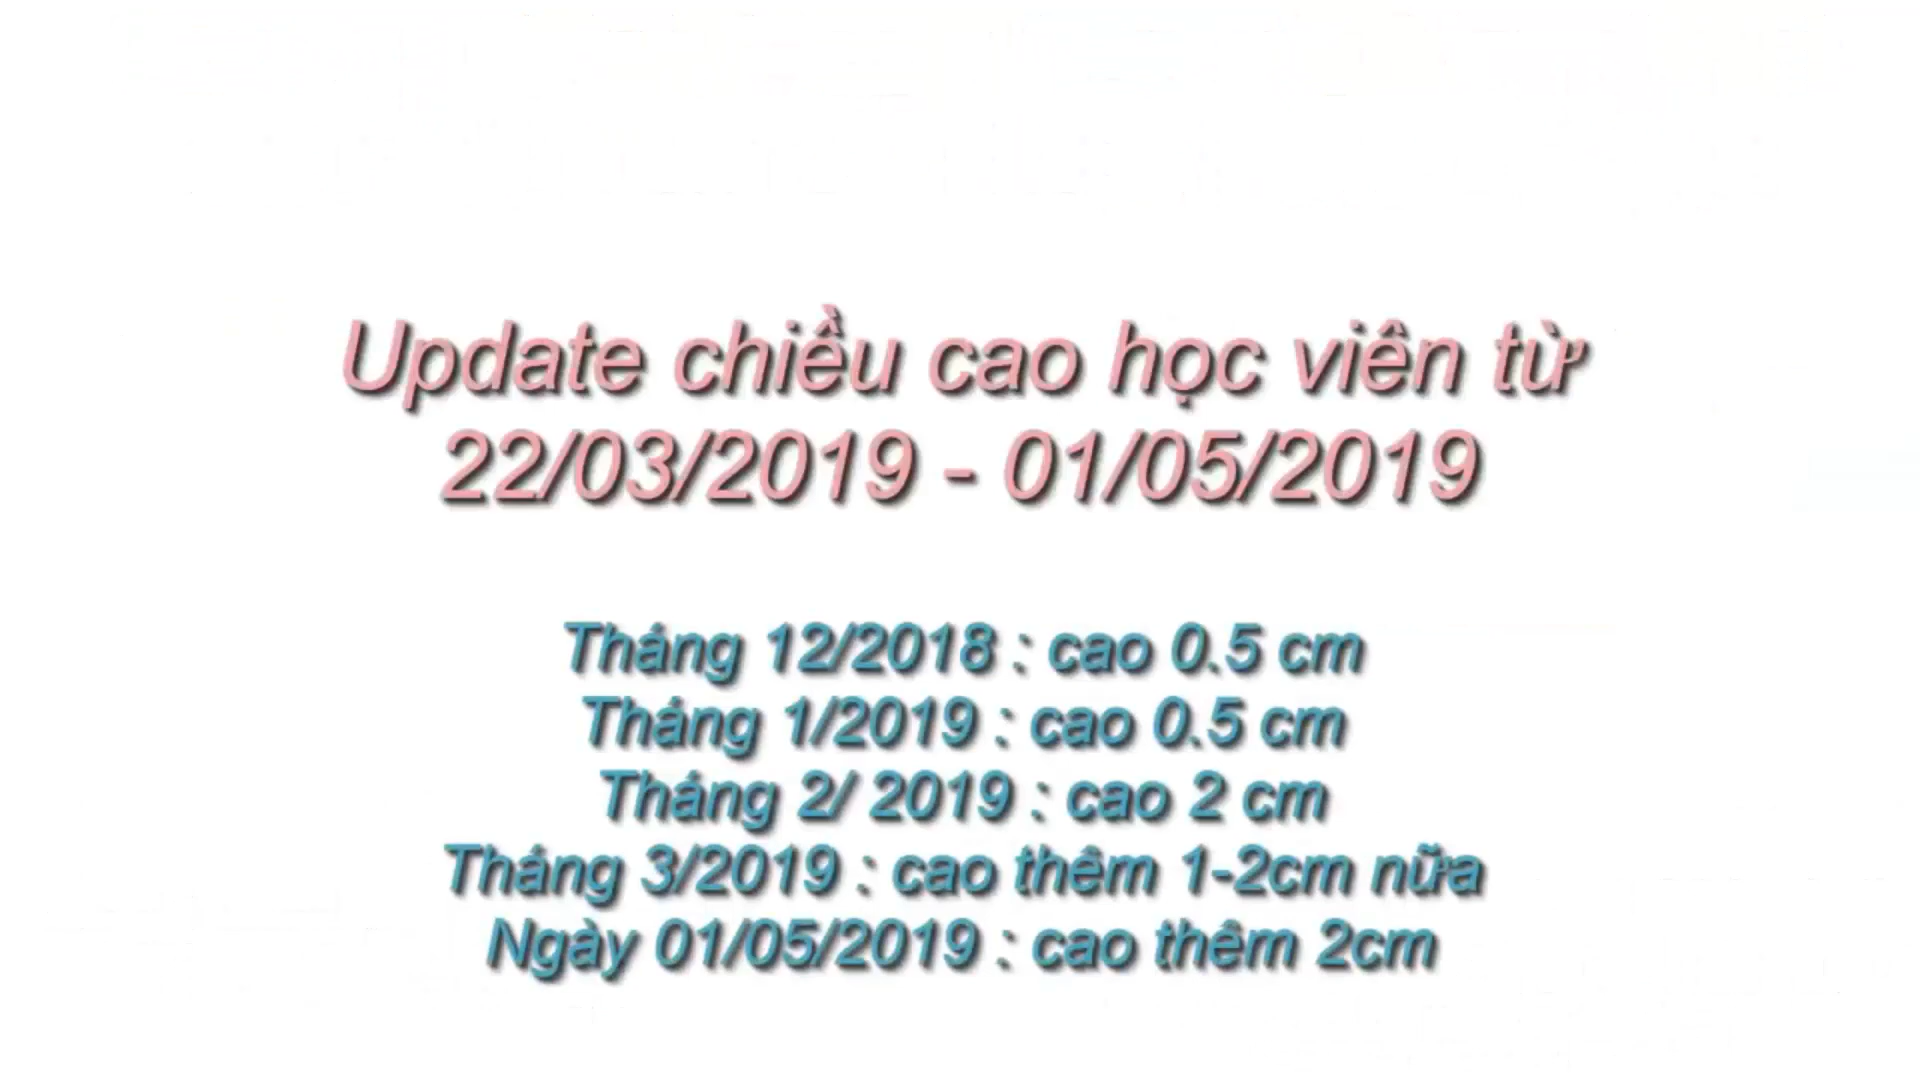 Update chiều cao học viên từ
22/03/2019 - 01/05/2019
Tháng 12/2018 : cao 0.5 cm
Tháng 1/2019 : cao 0.5 cm
Tháng 2/ 2019 : cao 2 cm
Tháng 3/2019 : cao thêm 1-2cm nữa
Ngày 01/05/2019 : cao thêm 2cm